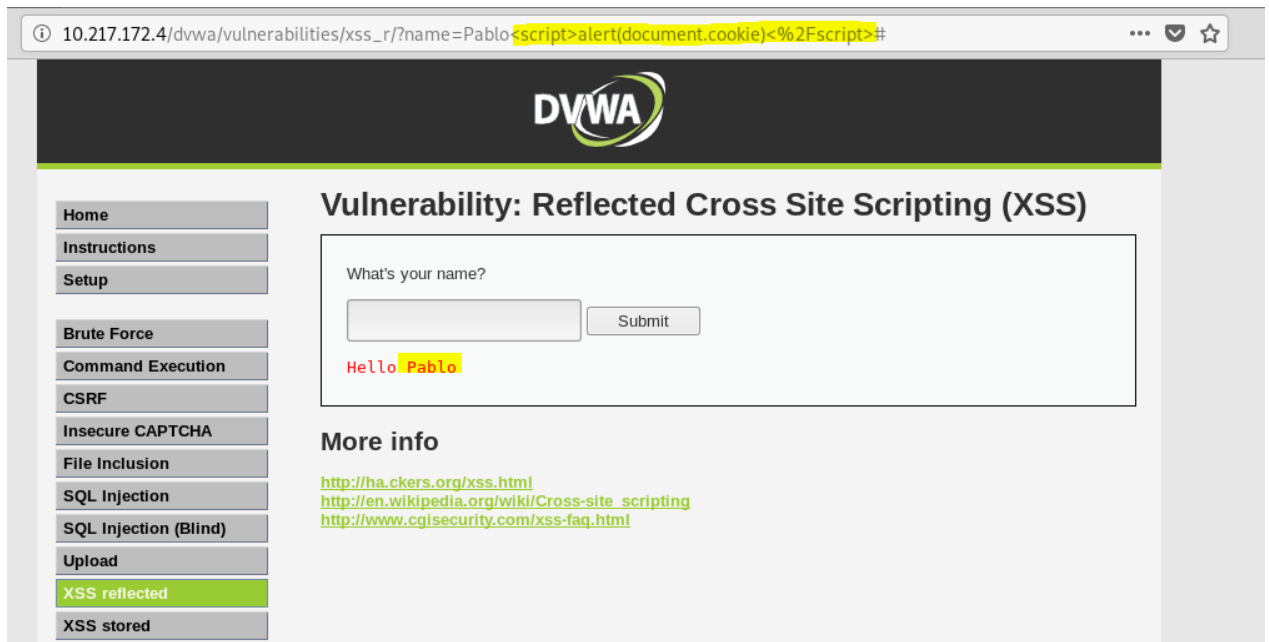 10.217.172.4/dvwa/vulnerabilities/xss_r/?name=Pablo<script>alert(document.cookie)<%2Fscript>#
DVWA
Home
Instructions
Setup
Brute Force
Command Execution
CSRF
Insecure CAPTCHA
File Inclusion
SQL Injection
SQL Injection (Blind)
Upload
XSS reflected
XSS stored
Vulnerability: Reflected Cross Site Scripting (XSS)
What's your name?
Submit
Hello Pablo
More info
http://ha.ckers.org/xss.html
http://en.wikipedia.org/wiki/Cross-site_scripting
http://www.cgisecurity.com/xss-faq.html